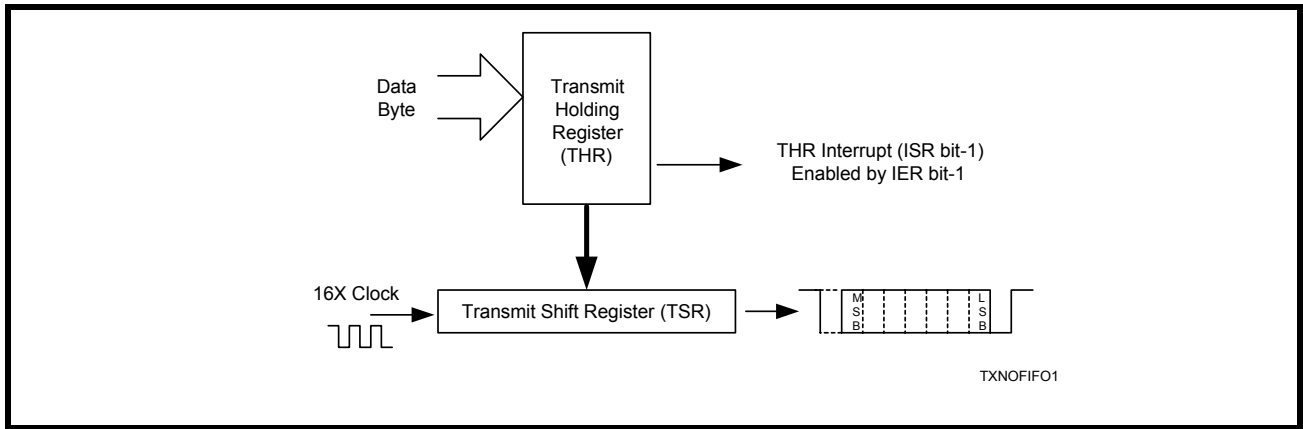 Data
Byte
Transmit
Holding
Register
(THR)
THR Interrupt (ISR bit-1)
Enabled by IER bit-1
16X Clock
Transmit Shift Register (TSR)
M
S
B
L
S
B
TXNOFIFO1